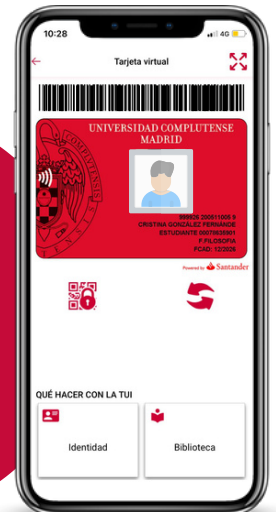 10:28
4G
Tarjeta virtual
UNIVERSIDAD COMPLUTENSE
MADRID
CRISTINA GONZÁLEZ FERNANDE
ESTUDIANTE
F.FILOSOFIA
FCAD: 12/2026
Powered by Santander
QUÉ HACER CON LA TUI
Identidad
Biblioteca